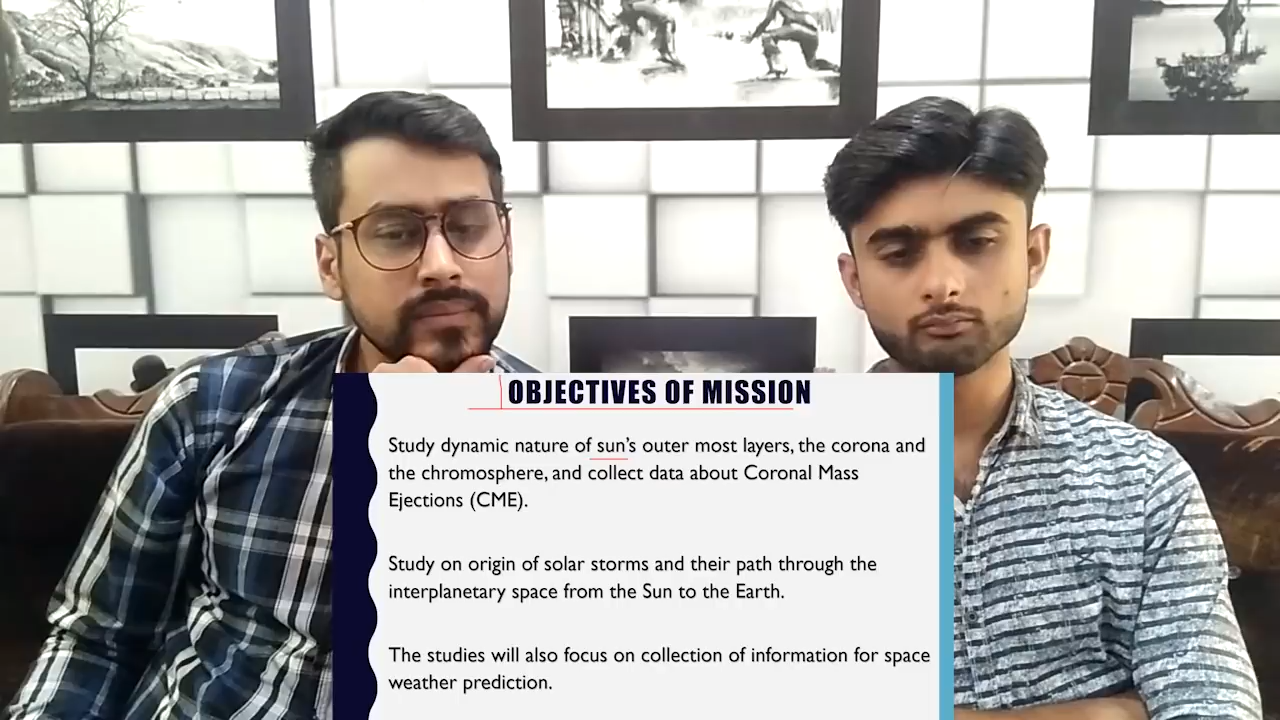 OBJECTIVES OF MISSION
Study dynamic nature of sun's outer most layers, the corona and
the chromosphere, and collect data about Coronal Mass
Ejections (CME).
Study on origin of solar storms and their path through the
interplanetary space from the Sun to the Earth.
The studies will also focus on collection of information for space
weather prediction.